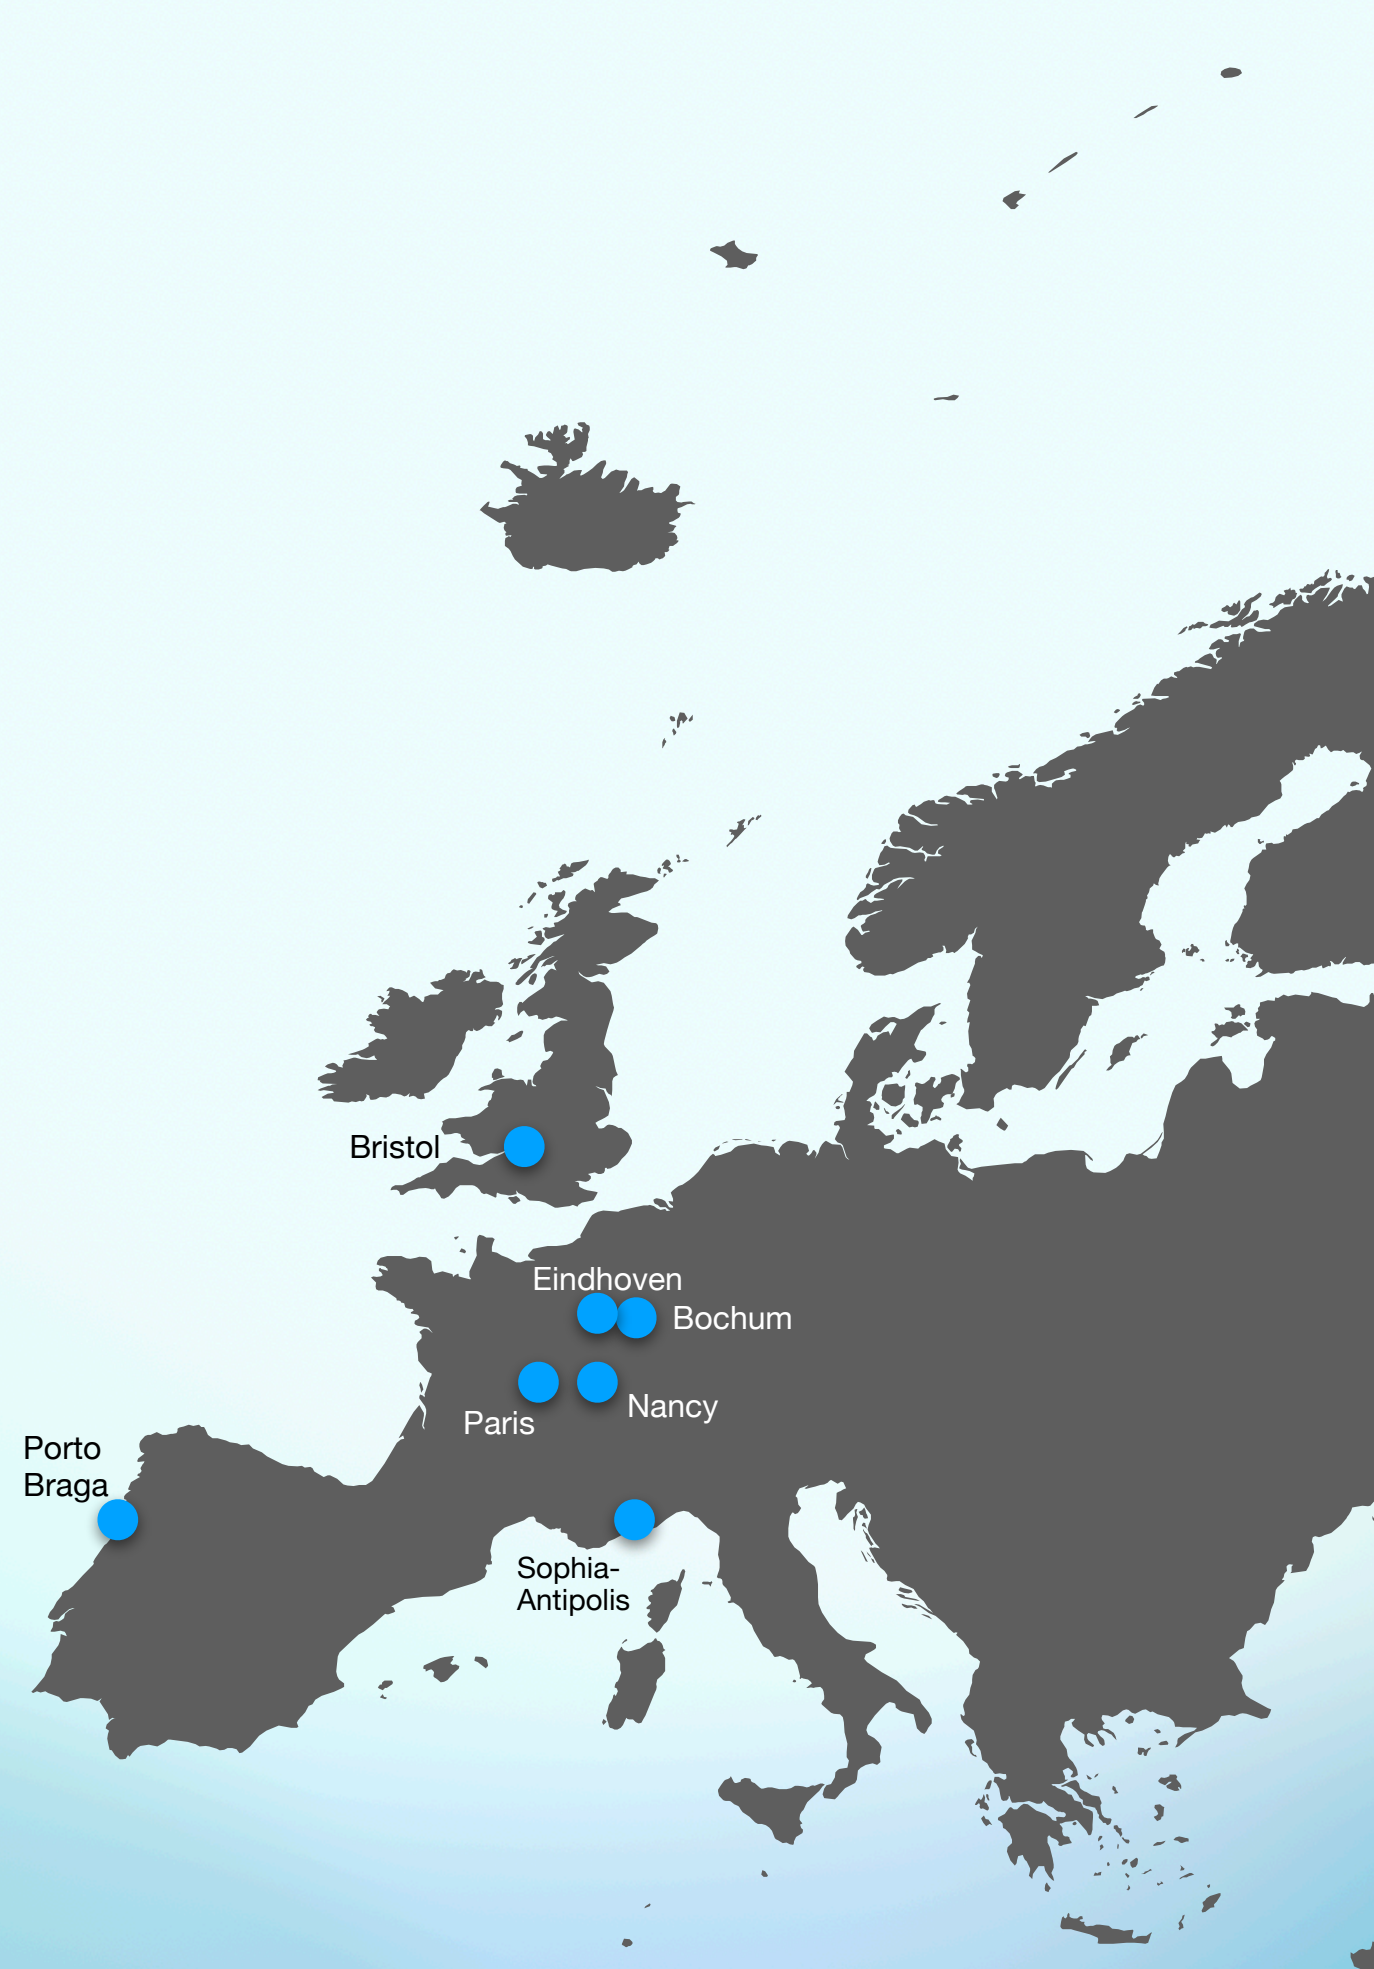 Bristol
Eindhoven
Bochum
Nancy
Paris
Porto
Braga
Sophia-
Antipolis